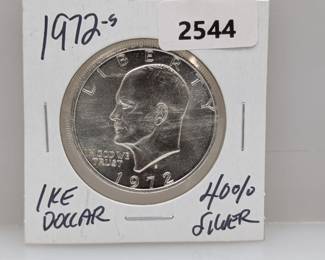 1972-s
2544
LIBERTY
IN GOD WE
TRUST
1972
IKE
DOLLAR
40%
SILVER